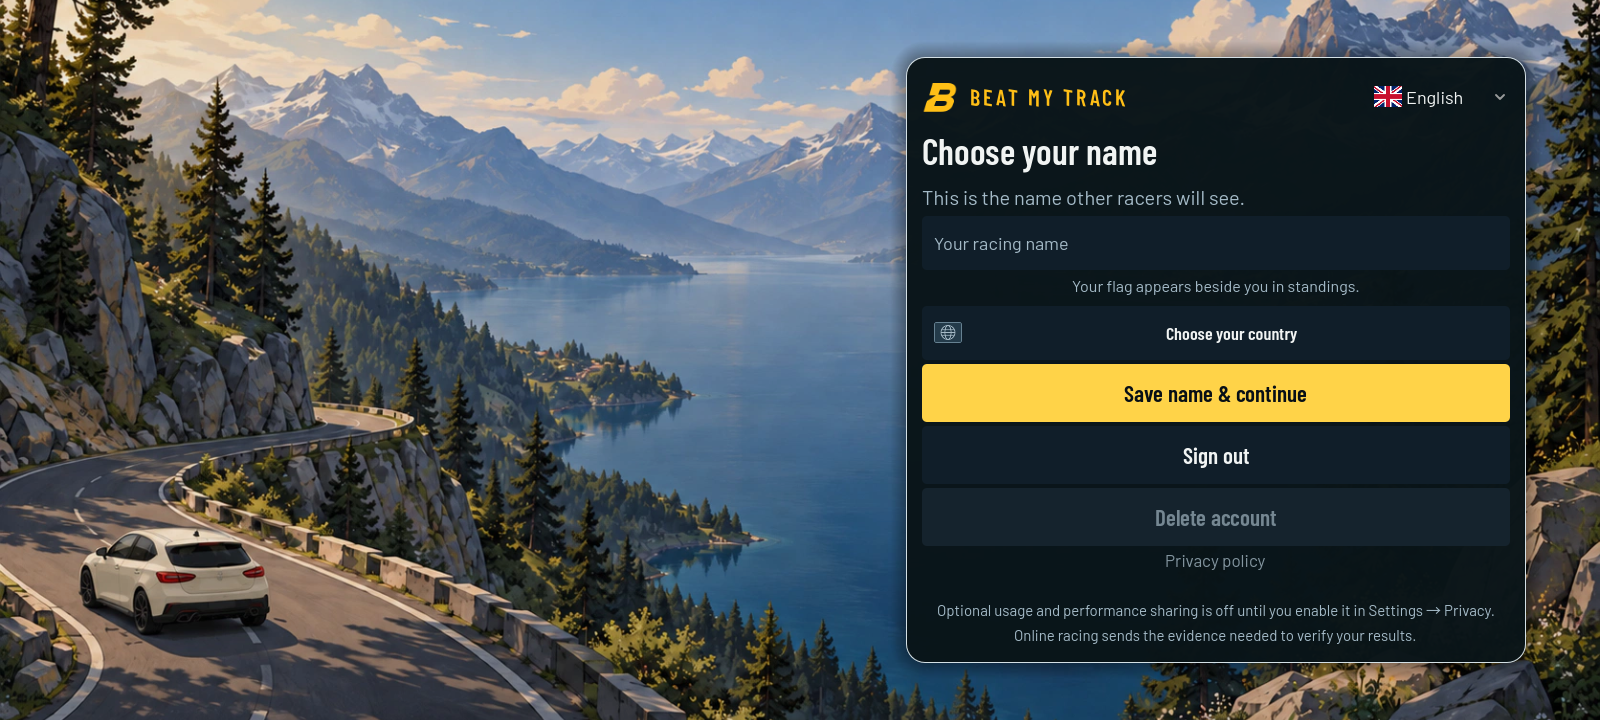 BEAT MY TRACK
English
Choose your name
This is the name other racers will see.
Your racing name
Your flag appears beside you in standings.
Choose your country
Save name & continue
Sign out
Delete account
Privacy policy
Optional usage and performance sharing is off until you enable it in Settings → Privacy.
Online racing sends the evidence needed to verify your results.